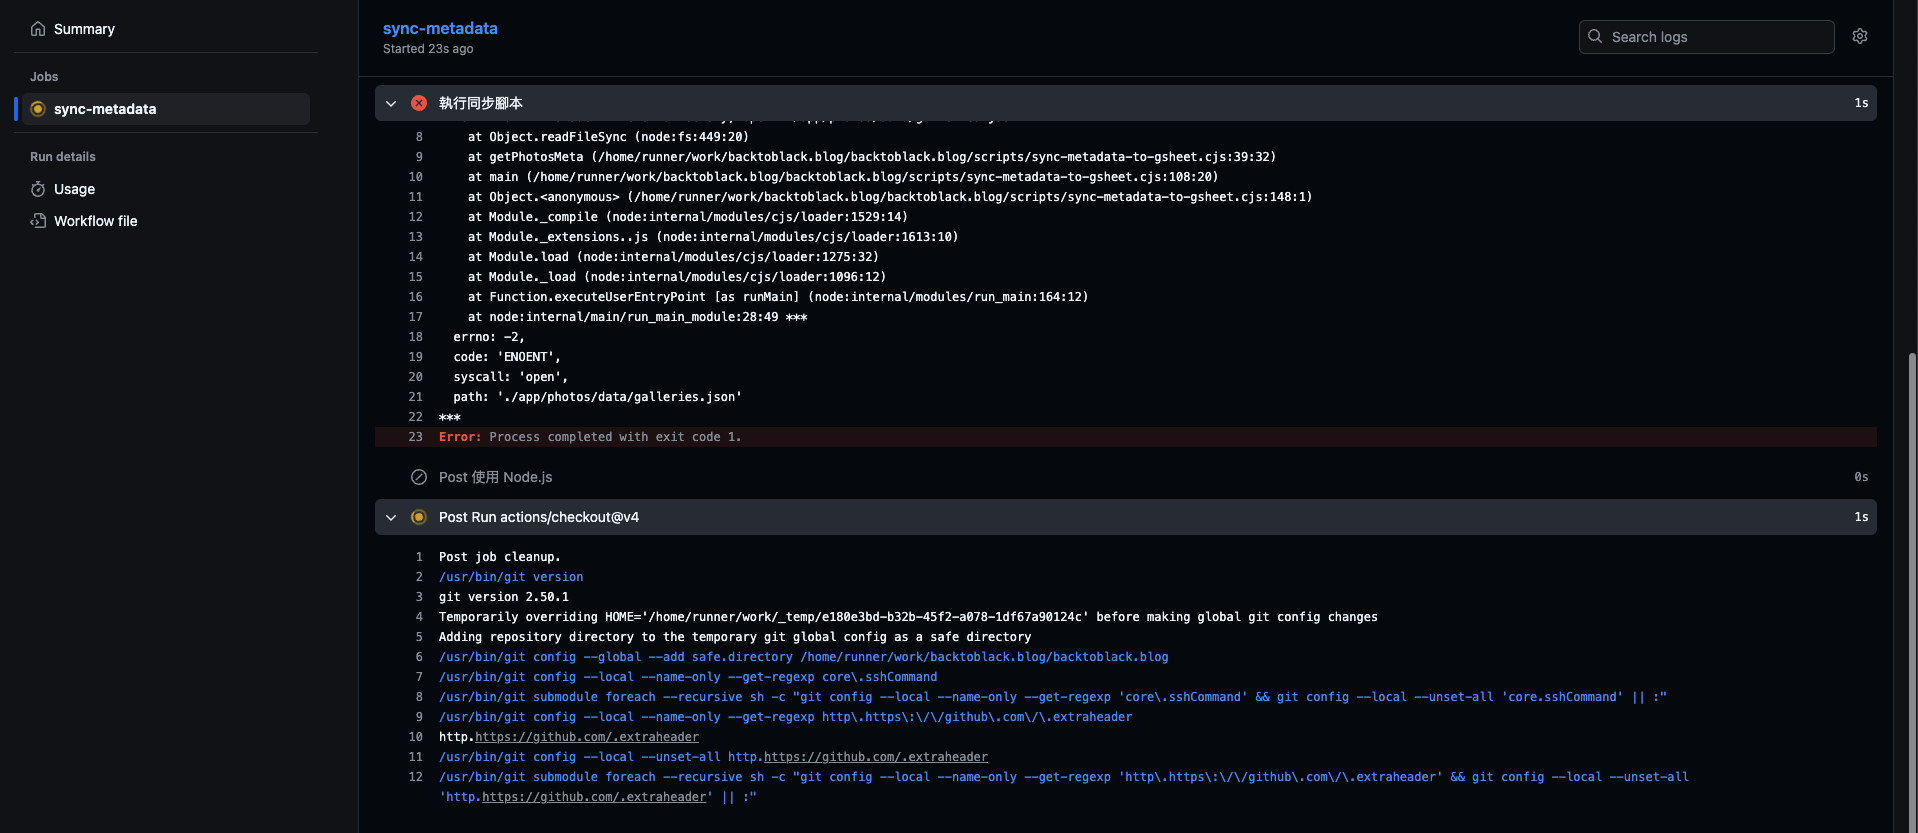 Summary
Jobs
sync-metadata
Run details
Usage
Workflow file
sync-metadata
Started 23s ago
Search logs
執行同步腳本 1s
8 at Object.readFileSync (node:fs:449:20)
9 at getPhotosMeta (/home/runner/work/backtoblack.blog/backtoblack.blog/scripts/sync-metadata-to-gsheet.cjs:39:32)
10 at main (/home/runner/work/backtoblack.blog/backtoblack.blog/scripts/sync-metadata-to-gsheet.cjs:108:20)
11 at Object.<anonymous> (/home/runner/work/backtoblack.blog/backtoblack.blog/scripts/sync-metadata-to-gsheet.cjs:148:1)
12 at Module._compile (node:internal/modules/cjs/loader:1529:14)
13 at Module._extensions..js (node:internal/modules/cjs/loader:1613:10)
14 at Module.load (node:internal/modules/cjs/loader:1275:32)
15 at Module._load (node:internal/modules/cjs/loader:1096:12)
16 at Function.executeUserEntryPoint [as runMain] (node:internal/modules/run_main:164:12)
17 at node:internal/main/run_main_module:28:49 ***
18 errno: -2,
19 code: 'ENOENT',
20 syscall: 'open',
21 path: './app/photos/data/galleries.json'
22 ***
23 Error: Process completed with exit code 1.
Post 使用 Node.js 0s
Post Run actions/checkout@v4 1s
1 Post job cleanup.
2 /usr/bin/git version
3 git version 2.50.1
4 Temporarily overriding HOME='/home/runner/work/_temp/e180e3bd-b32b-45f2-a078-1df67a90124c' before making global git config changes
5 Adding repository directory to the temporary git global config as a safe directory
6 /usr/bin/git config --global --add safe.directory /home/runner/work/backtoblack.blog/backtoblack.blog
7 /usr/bin/git config --local --name-only --get-regexp core\.sshCommand
8 /usr/bin/git submodule foreach --recursive sh -c "git config --local --name-only --get-regexp 'core\.sshCommand' && git config --local --unset-all 'core.sshCommand' || :"
9 /usr/bin/git config --local --name-only --get-regexp http\.https\:\/\/github\.com\/\.extraheader
10 http.https://github.com/.extraheader
11 /usr/bin/git config --local --unset-all http.https://github.com/.extraheader
12 /usr/bin/git submodule foreach --recursive sh -c "git config --local --name-only --get-regexp 'http\.https\:\/\/github\.com\/\.extraheader' && git config --local --unset-all
'http.https://github.com/.extraheader' || :"